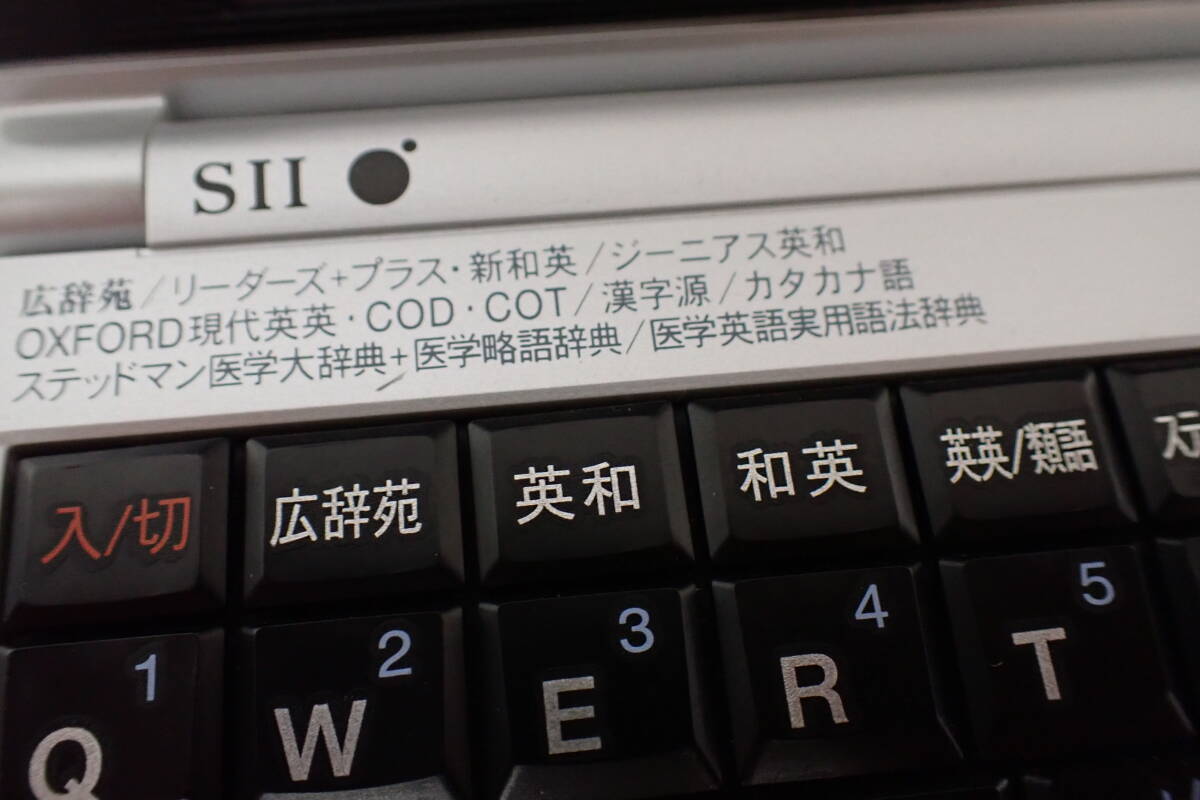 SII
広辞苑/リーダーズ+プラス・新和英/ジーニアス英和
OXFORD現代英英・COD・COT/漢字源/カタカナ語
ステッドマン医学大辞典+医学略語辞典/医学英語実用語法辞典
入/切 広辞苑 英和 和英 英英/類語 ステ
1 2 3 4 5
Q W E R T